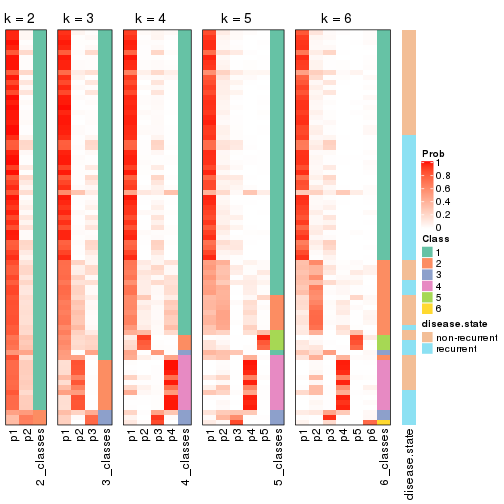 k = 2
k = 3
k = 4
k = 5
k = 6
Prob
1
0.8
0.6
0.4
0.2
0
Class
1
2
3
4
5
6
disease.state
non-recurrent
recurrent
p1
p2
2_classes
p1
p2
p3
3_classes
p1
p2
p3
p4
4_classes
p1
p2
p3
p4
p5
5_classes
p1
p2
p3
p4
p5
p6
6_classes
disease.state